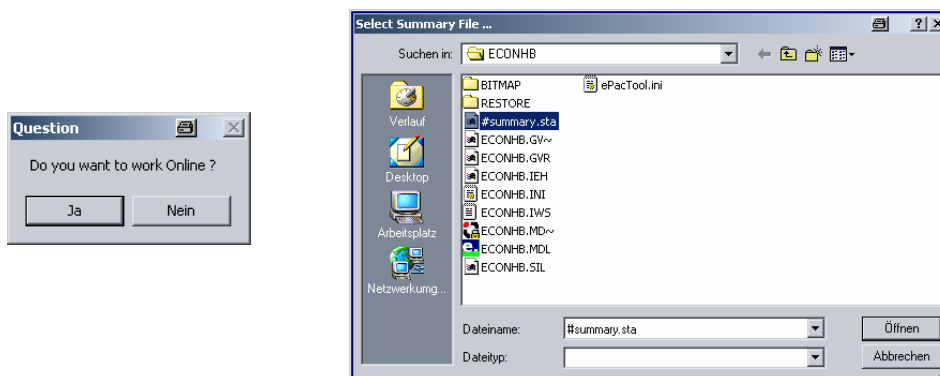 Question
Do you want to work Online ?
Ja
Nein
Select Summary File ...
Suchen in:
ECONHB
Verlauf
Desktop
Arbeitsplatz
Netzwerkumg...
BITMAP
RESTORE
#summary.sta
ECONHB.GV~
ECONHB.GVR
ECONHB.IEH
ECONHB.INI
ECONHB.IWS
ECONHB.MD~
ECONHB.MDL
ECONHB.SIL
ePacTool.ini
Dateiname:
#summary.sta
Öffnen
Dateityp:
Abbrechen